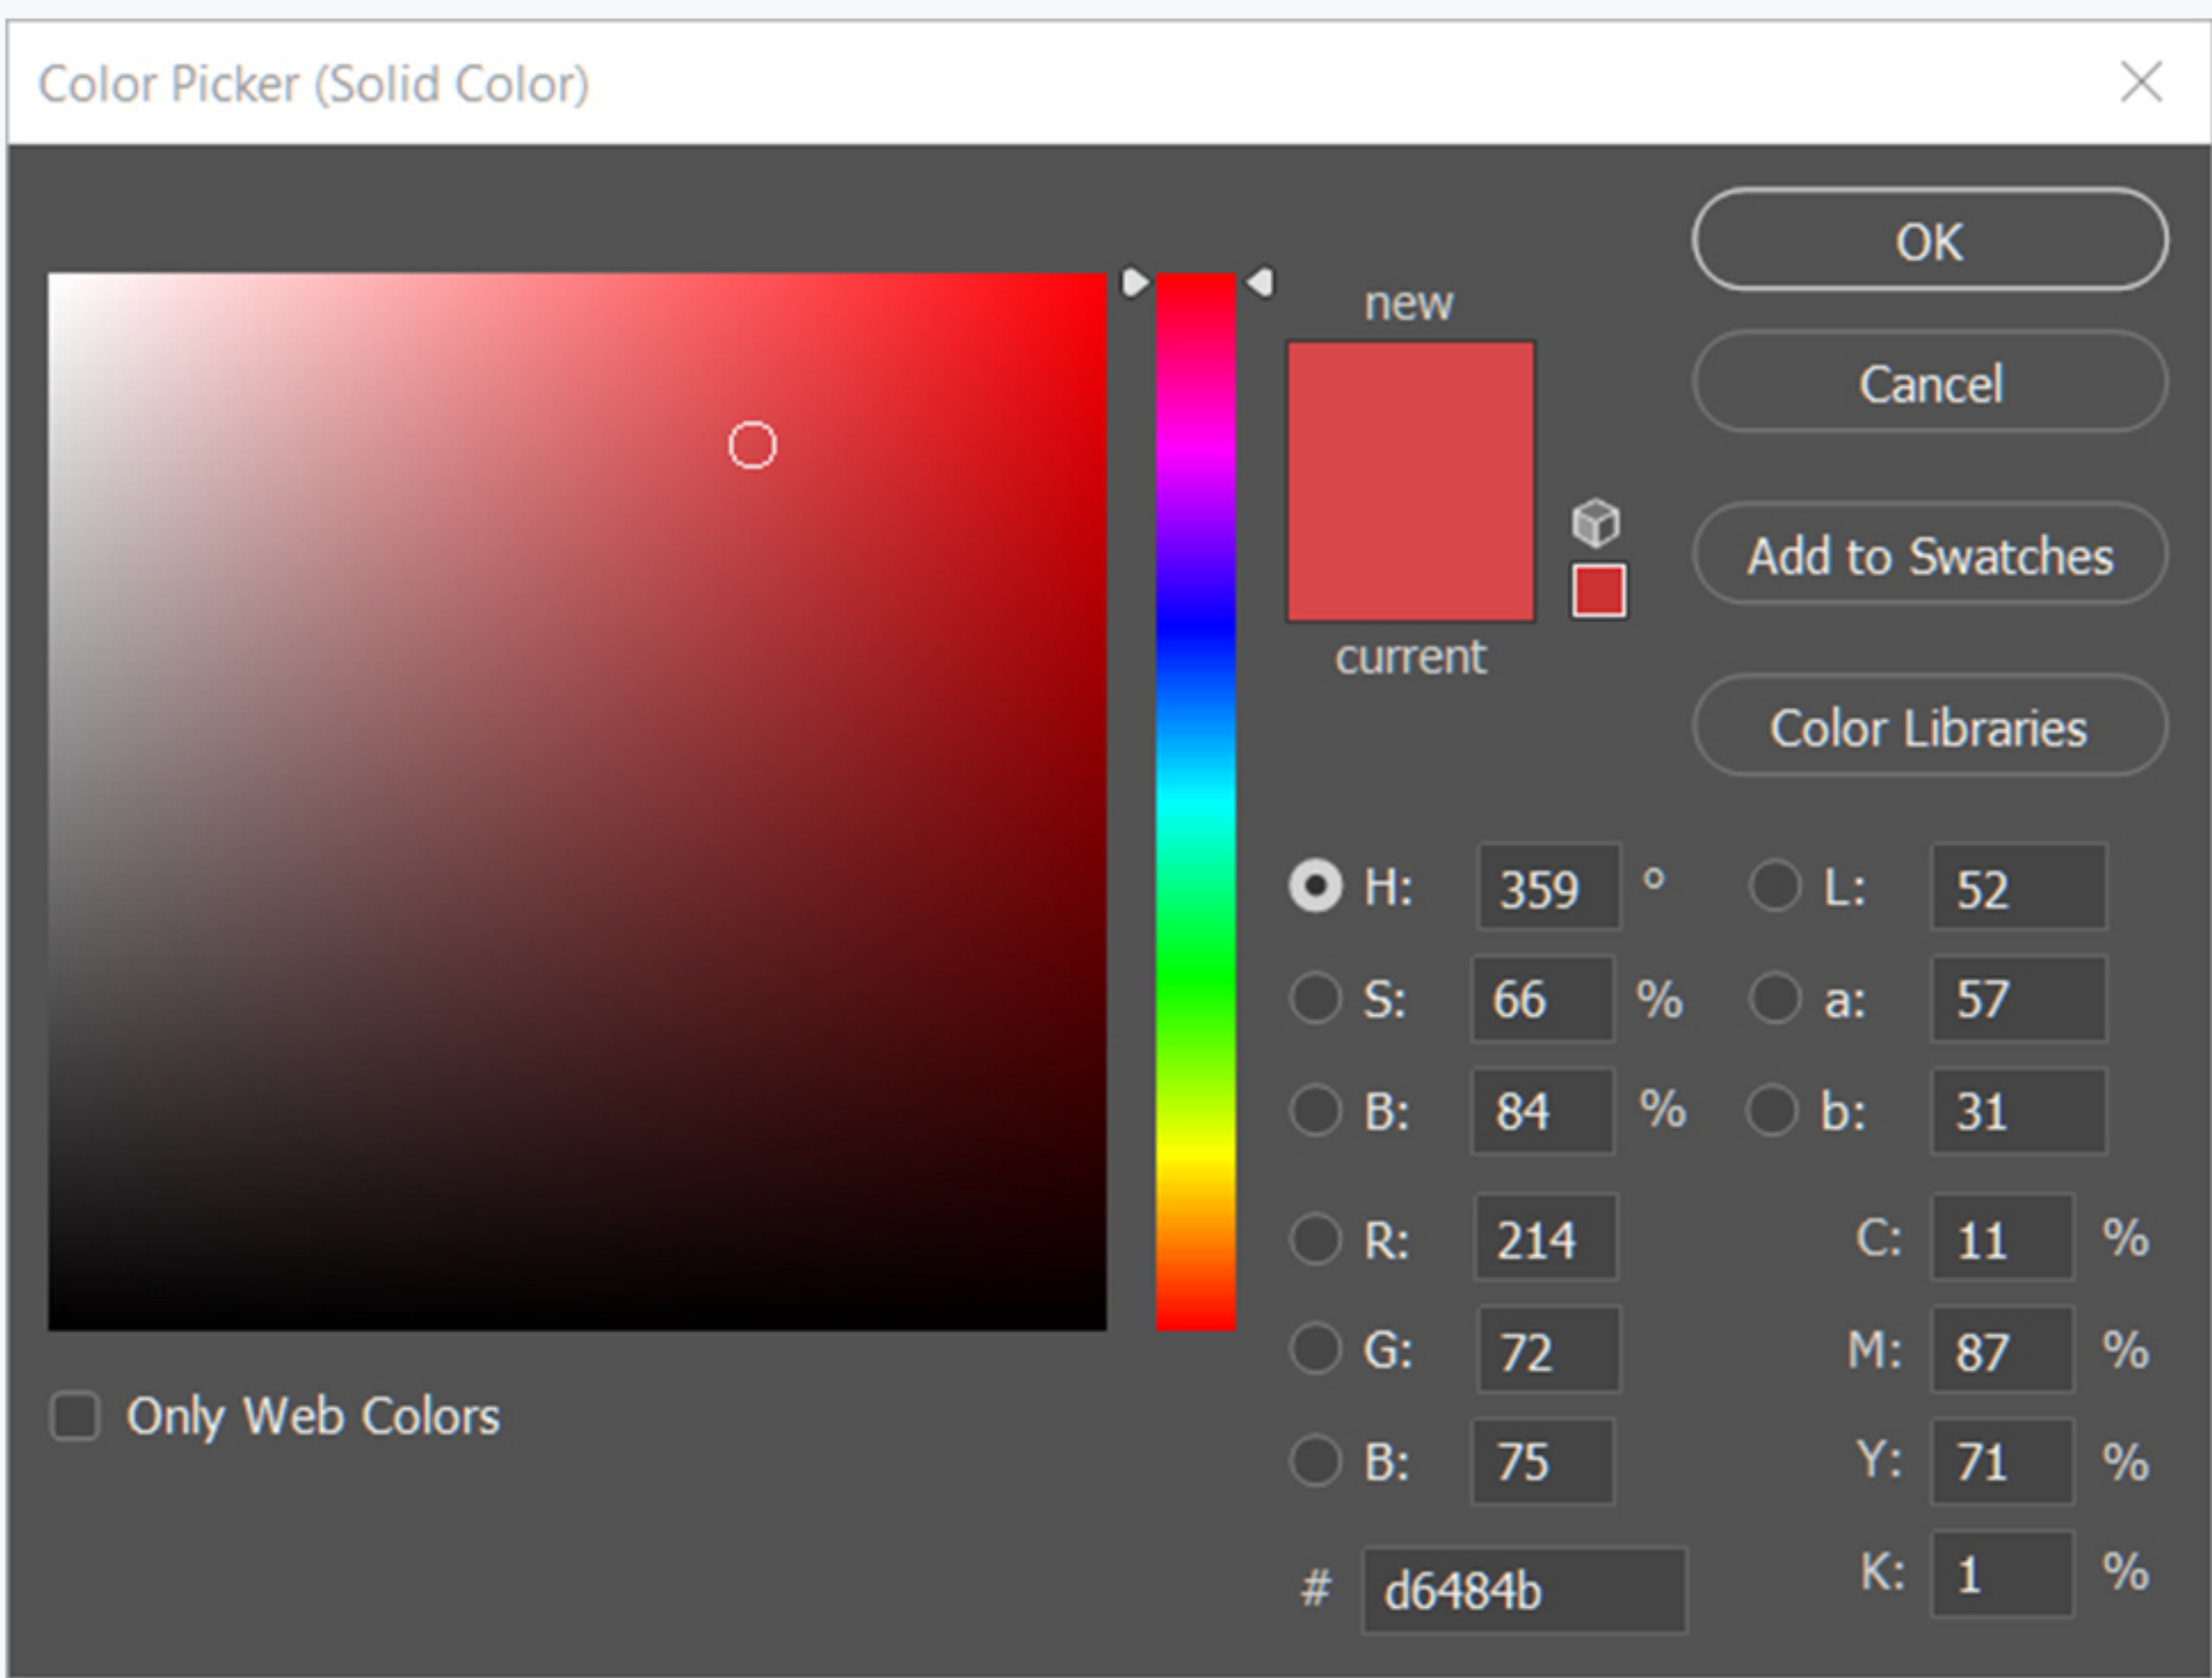 Color Picker (Solid Color)
OK
new
Cancel
Add to Swatches
current
Color Libraries
H: 359 ° L: 52
S: 66 % a: 57
B: 84 % b: 31
R: 214 C: 11 %
G: 72 M: 87 %
B: 75 Y: 71 %
# d6484b K: 1 %
Only Web Colors